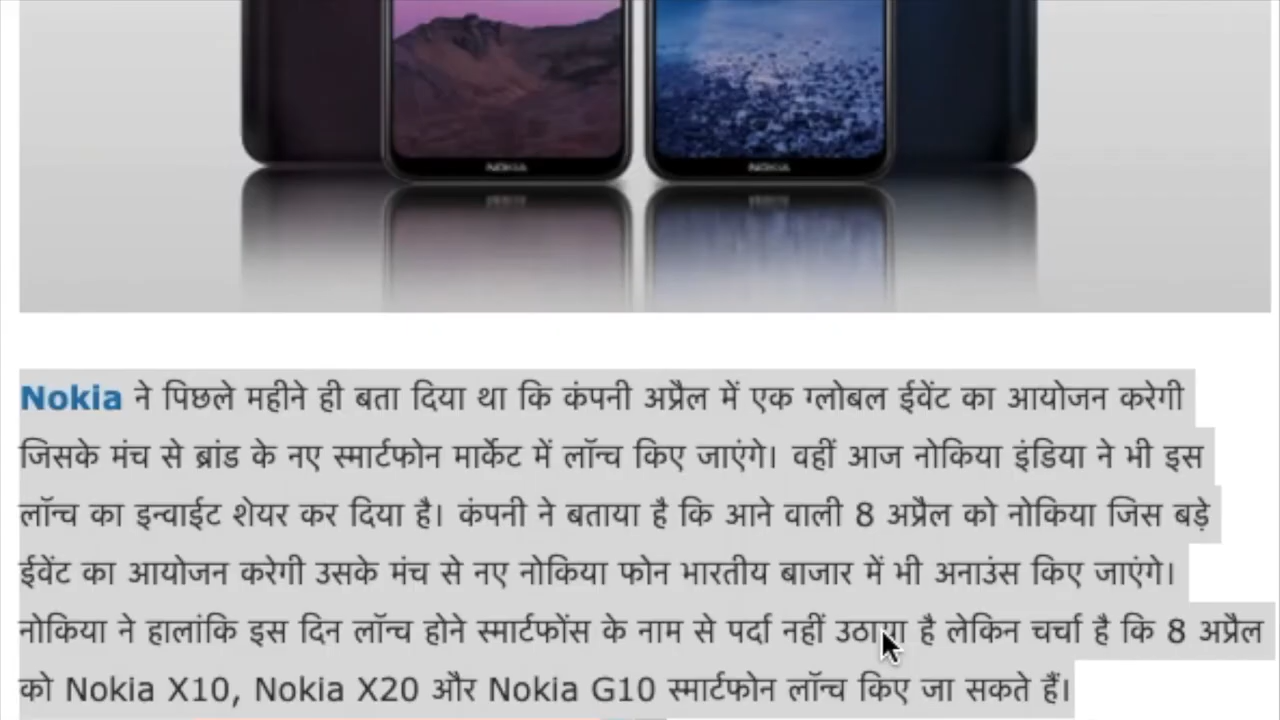 NOKIA NOKIA
Nokia ने पिछले महीने ही बता दिया था कि कंपनी अप्रैल में एक ग्लोबल ईवेंट का आयोजन करेगी
जिसके मंच से ब्रांड के नए स्मार्टफोन मार्केट में लॉन्च किए जाएंगे। वहीं आज नोकिया इंडिया ने भी इस
लॉन्च का इन्वाईट शेयर कर दिया है। कंपनी ने बताया है कि आने वाली 8 अप्रैल को नोकिया जिस बड़े
ईवेंट का आयोजन करेगी उसके मंच से नए नोकिया फोन भारतीय बाजार में भी अनाउंस किए जाएंगे।
नोकिया ने हालांकि इस दिन लॉन्च होने स्मार्टफोंस के नाम से पर्दा नहीं उठाया है लेकिन चर्चा है कि 8 अप्रैल
को Nokia X10, Nokia X20 और Nokia G10 स्मार्टफोन लॉन्च किए जा सकते हैं।